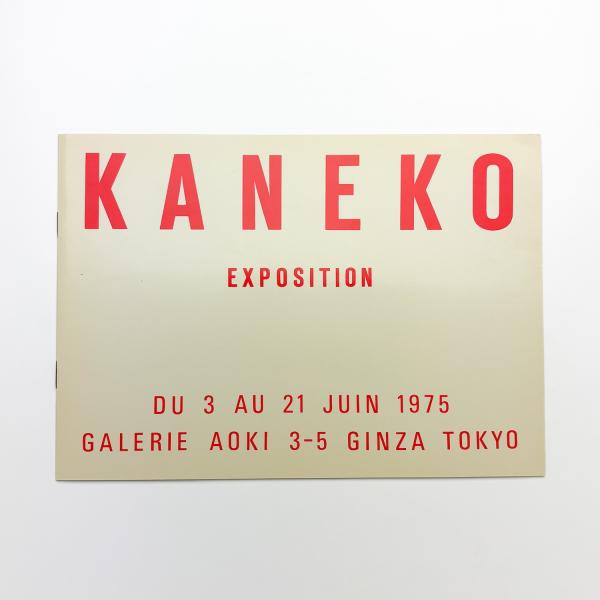 KANEKO
EXPOSITION
DU 3 AU 21 JUIN 1975
GALERIE AOKI 3-5 GINZA TOKYO